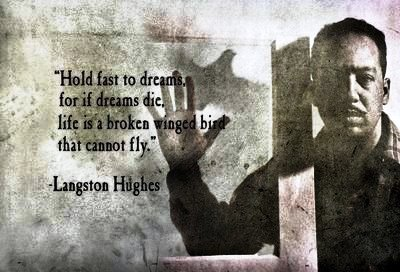 "Hold fast to dreams,
for if dreams die,
life is a broken winged bird
that cannot fly."
-Langston Hughes